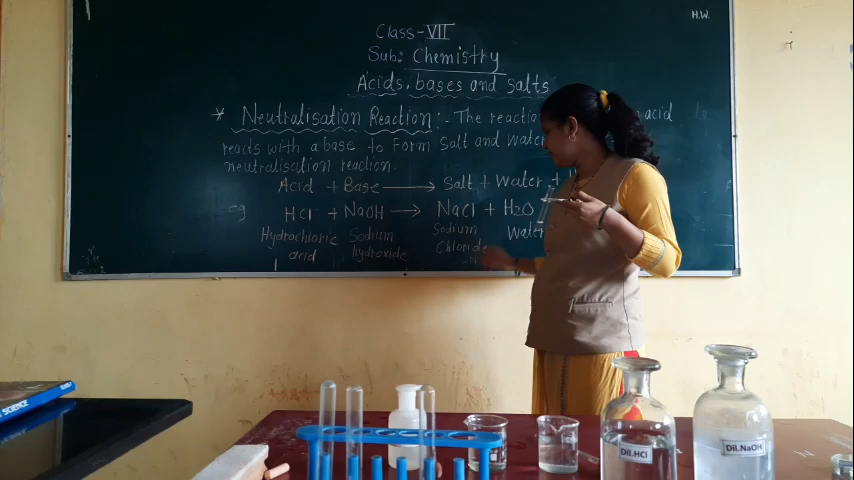 H.W.
Class-VII
Sub: Chemistry
Acids, bases and salts
* Neutralisation Reaction:- The reactio acid
reacts with a base to form salt and water
neutralisation reaction.
Acid + Base ⟶ Salt + Water +
eg HCl + NaOH ⟶ NaCl + H2O
Hydrochloric acid Sodium hydroxide Sodium Chloride Water
SCIENCE
Dil.HCl
Dil.NaOH